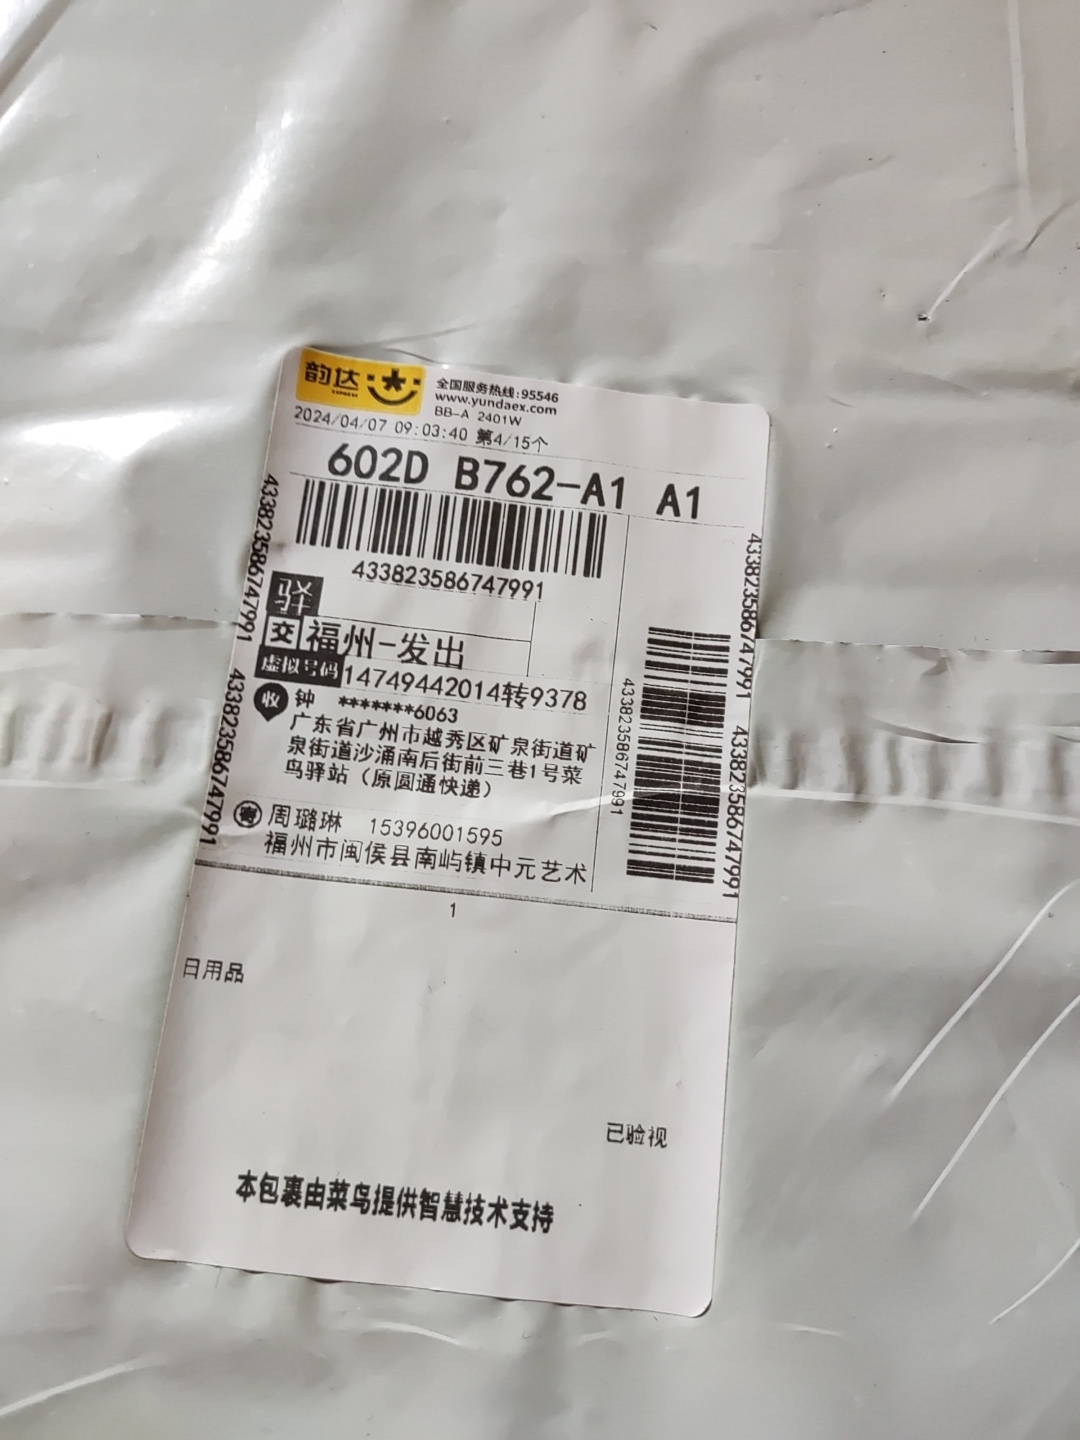 韵达
EXPRESS
全国服务热线:95546
www.yundaex.com
BB-A 2401W
2024/04/07 09:03:40 第4/15个
602D B762-A1 A1
433823586747991
433823586747991
433823586747991
驿
交 福州-发出
虚拟号码 14749442014转9378
收 钟 *******6063
广东省广州市越秀区矿泉街道矿
泉街道沙涌南后街前三巷1号菜
鸟驿站（原圆通快递）
寄 周璐琳 15396001595
福州市闽侯县南屿镇中元艺术
433823586747991
433823586747991
433823586747991
1
日用品
已验视
本包裹由菜鸟提供智慧技术支持